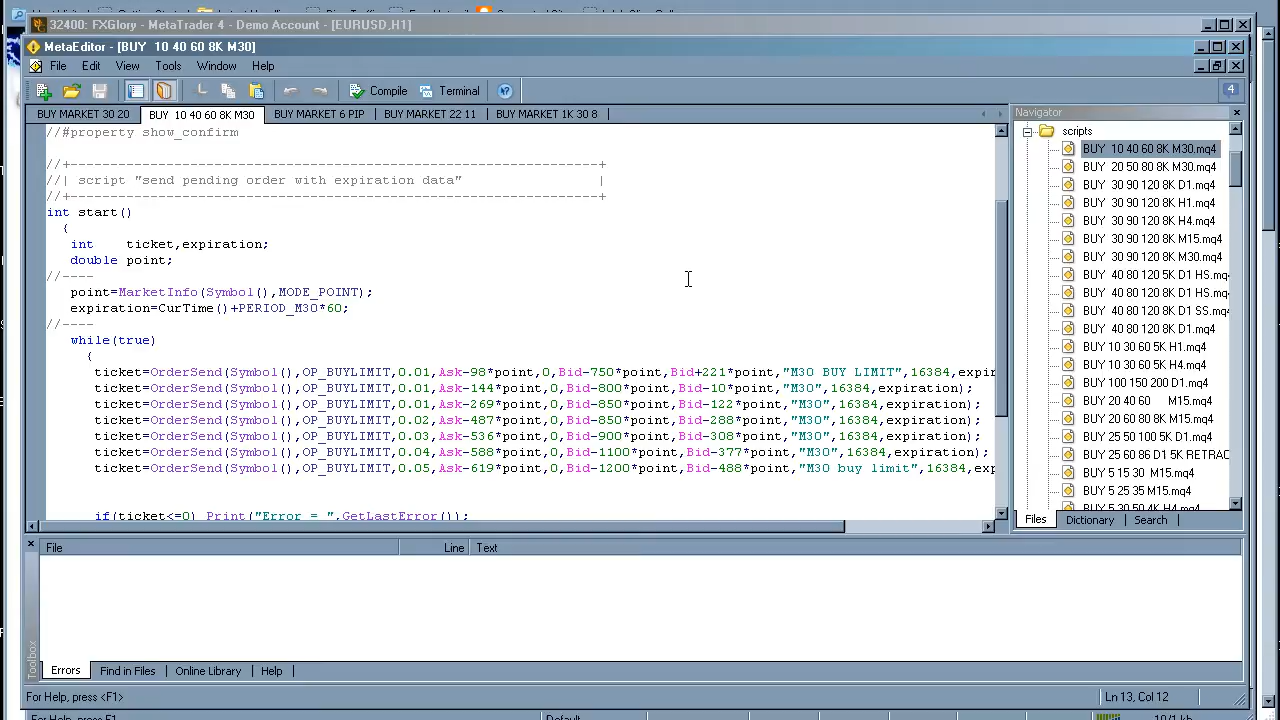 32400: FXGlory - MetaTrader 4 - Demo Account - [EURUSD,H1]
MetaEditor - [BUY  10 40 60 8K M30]
File Edit View Tools Window Help
Compile Terminal 4
BUY MARKET 30 20 BUY  10 40 60 8K M30 BUY MARKET PIP BUY MARKET 22 11 BUY MARKET 1K 30 8
//#property show_confirm
//+------------------------------------------------------------------+
//| script "send pending order with expiration data" |
//+------------------------------------------------------------------+
int start()
{
int ticket,expiration;
double point;
//----
point=MarketInfo(Symbol(),MODE_POINT);
expiration=CurTime()+PERIOD_M30*60;
//----
while(true)
{
ticket=OrderSend(Symbol(),OP_BUYLIMIT,0.01,Ask-98*point,0,Bid-750*point,Bid+221*point,"M30 BUY LIMIT",16384,expir
ticket=OrderSend(Symbol(),OP_BUYLIMIT,0.01,Ask-144*point,0,Bid-800*point,Bid-10*point,"M30",16384,expiration);
ticket=OrderSend(Symbol(),OP_BUYLIMIT,0.01,Ask-269*point,0,Bid-850*point,Bid-122*point,"M30",16384,expiration);
ticket=OrderSend(Symbol(),OP_BUYLIMIT,0.02,Ask-487*point,0,Bid-850*point,Bid-288*point,"M30",16384,expiration);
ticket=OrderSend(Symbol(),OP_BUYLIMIT,0.03,Ask-536*point,0,Bid-900*point,Bid-308*point,"M30",16384,expiration);
ticket=OrderSend(Symbol(),OP_BUYLIMIT,0.04,Ask-588*point,0,Bid-1100*point,Bid-377*point,"M30",16384,expiration);
ticket=OrderSend(Symbol(),OP_BUYLIMIT,0.05,Ask-619*point,0,Bid-1200*point,Bid-488*point,"M30 buy limit",16384,exp
if(ticket<=0) Print("Error = ",GetLastError());
Navigator
scripts
BUY  10 40 60 8K M30.mq4
BUY  20 50 80 8K M30.mq4
BUY  30 90 120 8K D1.mq4
BUY  30 90 120 8K H1.mq4
BUY  30 90 120 8K H4.mq4
BUY  30 90 120 8K M15.mq4
BUY  30 90 120 8K M30.mq4
BUY  40 80 120 5K D1 HS.mq
BUY  40 80 120 8K D1 HS.mq
BUY  40 80 120 8K D1 SS.mq
BUY  40 80 120 8K D1.mq4
BUY 10 30 60 5K H1.mq4
BUY 10 30 60 8K H4.mq4
BUY 100 150 200 D1.mq4
BUY 20 40 60 M15.mq4
BUY 20 60 80 8K M15.mq4
BUY 25 50 100 5K D1.mq4
BUY 25 60 86 D1 5K RETRAC
BUY 5 15 30 M15.mq4
BUY 5 25 35 M15.mq4
BUY 5 30 50 4K H4.mq4
Files Dictionary Search
File Line Text
Toolbox
Errors Find in Files Online Library Help
For Help, press <F1> Ln 13, Col 12
For Help, press F1 Default 10/1 kb